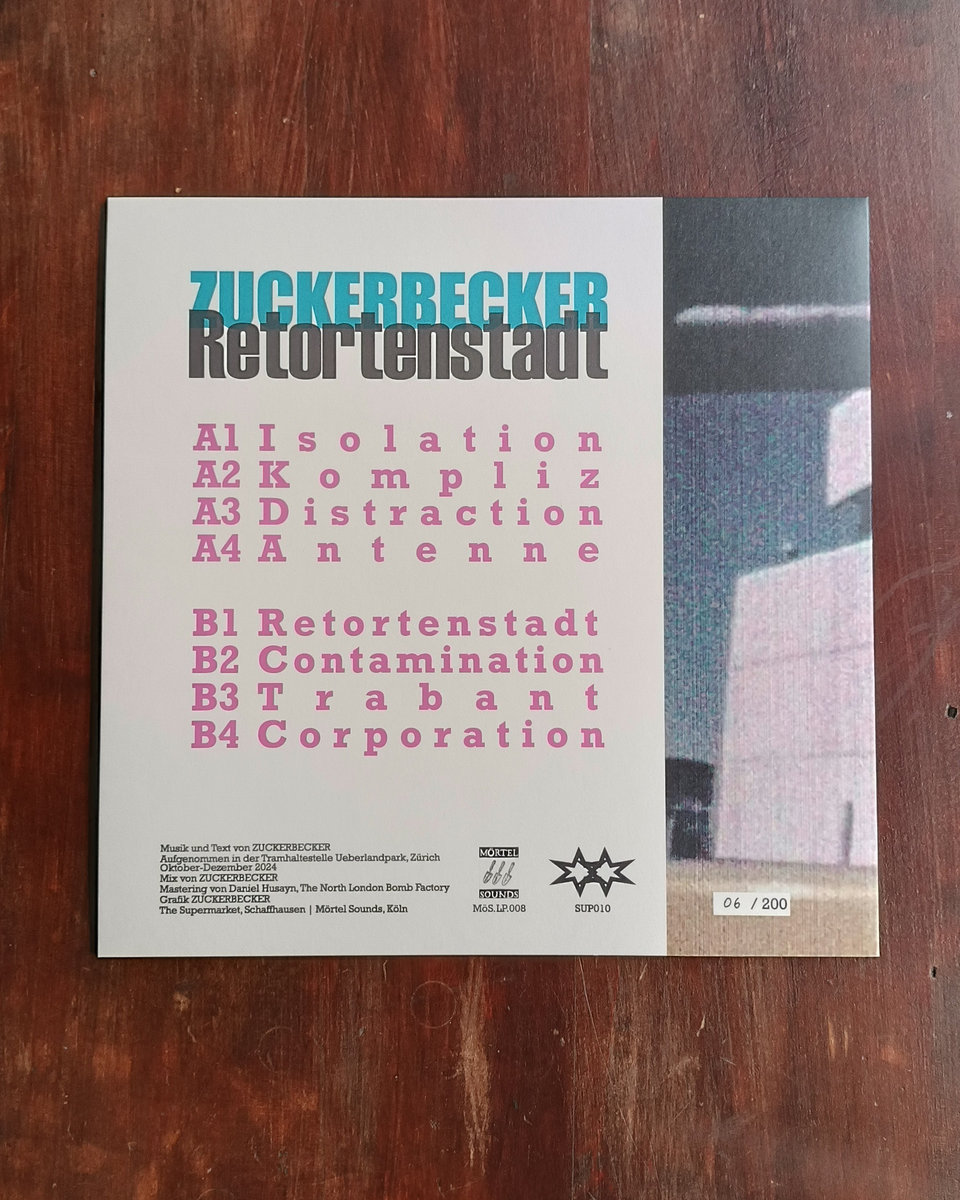 ZUCKERBECKER
Retortenstadt
A1 Isolation
A2 Kompliz
A3 Distraction
A4 Antenne
B1 Retortenstadt
B2 Contamination
B3 Trabant
B4 Corporation
Musik und Text von ZUCKERBECKER
Aufgenommen in der Tramhaltestelle Ueberlandpark, Zürich
Oktober-Dezember 2024
Mix von ZUCKERBECKER
Mastering von Daniel Husayn, The North London Bomb Factory
Grafik ZUCKERBECKER
The Supermarket, Schaffhausen | Mörtel Sounds, Köln
MÖRTEL
SOUNDS
MöS.LP.008
SUP010
06 / 200